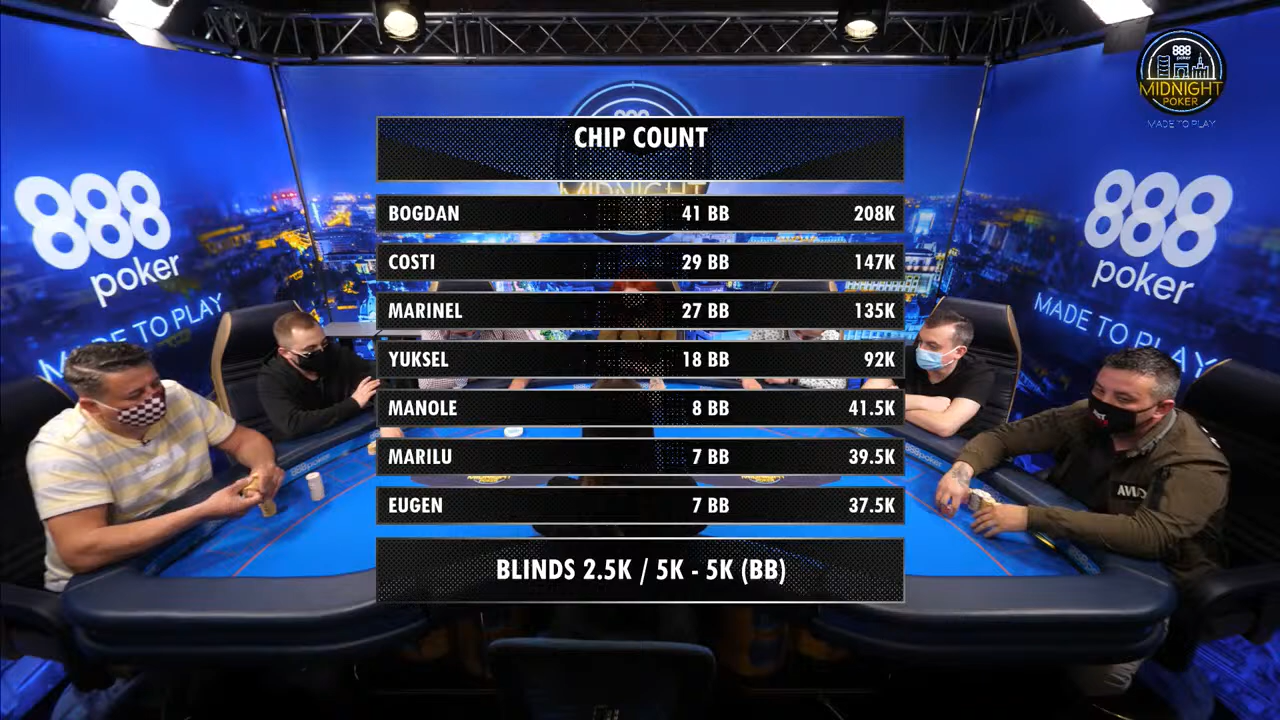 888
poker
MIDNIGHT
POKER
MADE TO PLAY
CHIP COUNT
888
MIDNIGHT
BOGDAN 41 BB 208K
COSTI 29 BB 147K
MARINEL 27 BB 135K
YUKSEL 18 BB 92K
MANOLE 8 BB 41.5K
MARILU 7 BB 39.5K
EUGEN 7 BB 37.5K
BLINDS 2.5K / 5K - 5K (BB)
888
poker
MADE TO PLAY
888
poker
MADE TO PLAY